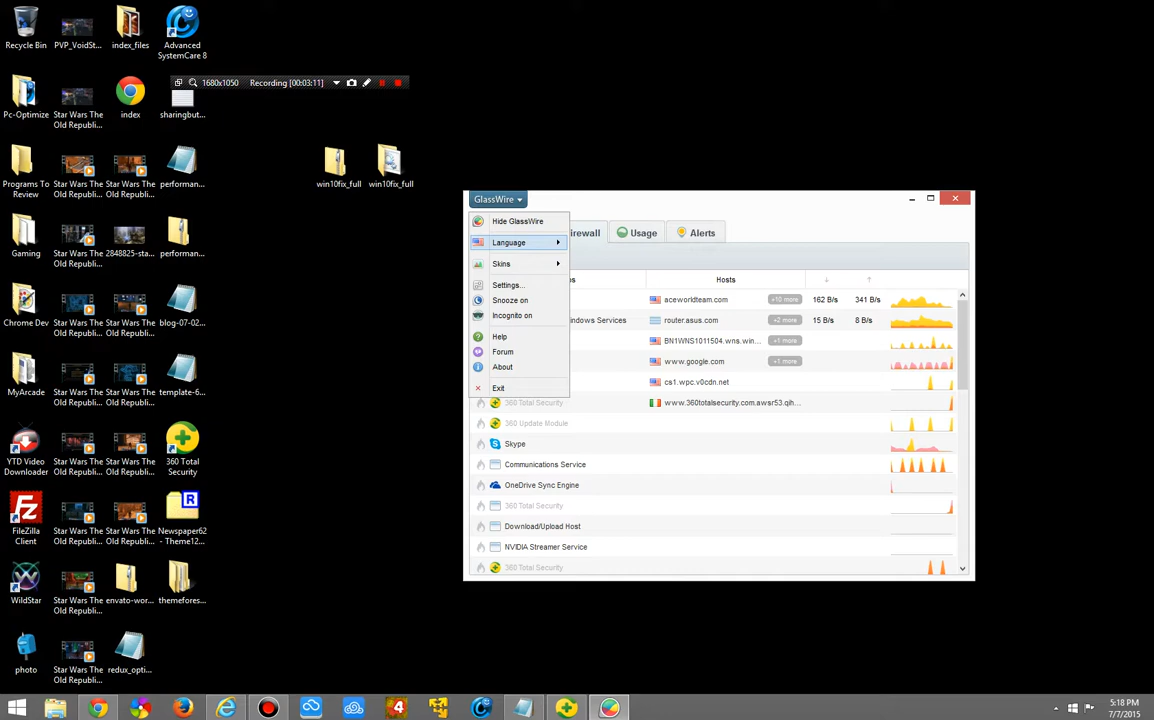 Recycle Bin
PVP_VoidSt...
index_files
Advanced
SystemCare 8
1680x1050
Recording [00:03:11]
Pc-Optimize
Star Wars The
Old Republi...
index
sharingbut...
Programs To
Review
Star Wars The
Old Republi...
Star Wars The
Old Republi...
performan...
win10fix_full
win10fix_full
Gaming
Star Wars The
Old Republi...
2848825-sta...
performan...
Chrome Dev
Star Wars The
Old Republi...
Star Wars The
Old Republi...
blog-07-02...
MyArcade
Star Wars The
Old Republi...
Star Wars The
Old Republi...
template-6...
YTD Video
Downloader
Star Wars The
Old Republi...
Star Wars The
Old Republi...
360 Total
Security
FileZilla
Client
Star Wars The
Old Republi...
Star Wars The
Old Republi...
Newspaper62
- Theme12...
WildStar
Star Wars The
Old Republi...
envato-wor...
themefores...
photo
Star Wars The
Old Republi...
redux_opti...
GlassWire
Hide GlassWire
Language
Skins
Settings...
Snooze on
Incognito on
Help
Forum
About
Exit
irewall
Usage
Alerts
Hosts
aceworldteam.com +10 more 162 B/s 341 B/s
indows Services router.asus.com +2 more 15 B/s 8 B/s
BN1WNS1011504.wns.win... +1 more
www.google.com +1 more
cs1.wpc.v0cdn.net
360 Total Security www.360totalsecurity.com.awsr53.qih...
360 Update Module
Skype
Communications Service
OneDrive Sync Engine
360 Total Security
Download/Upload Host
NVIDIA Streamer Service
360 Total Security
5:18 PM
7/7/2015